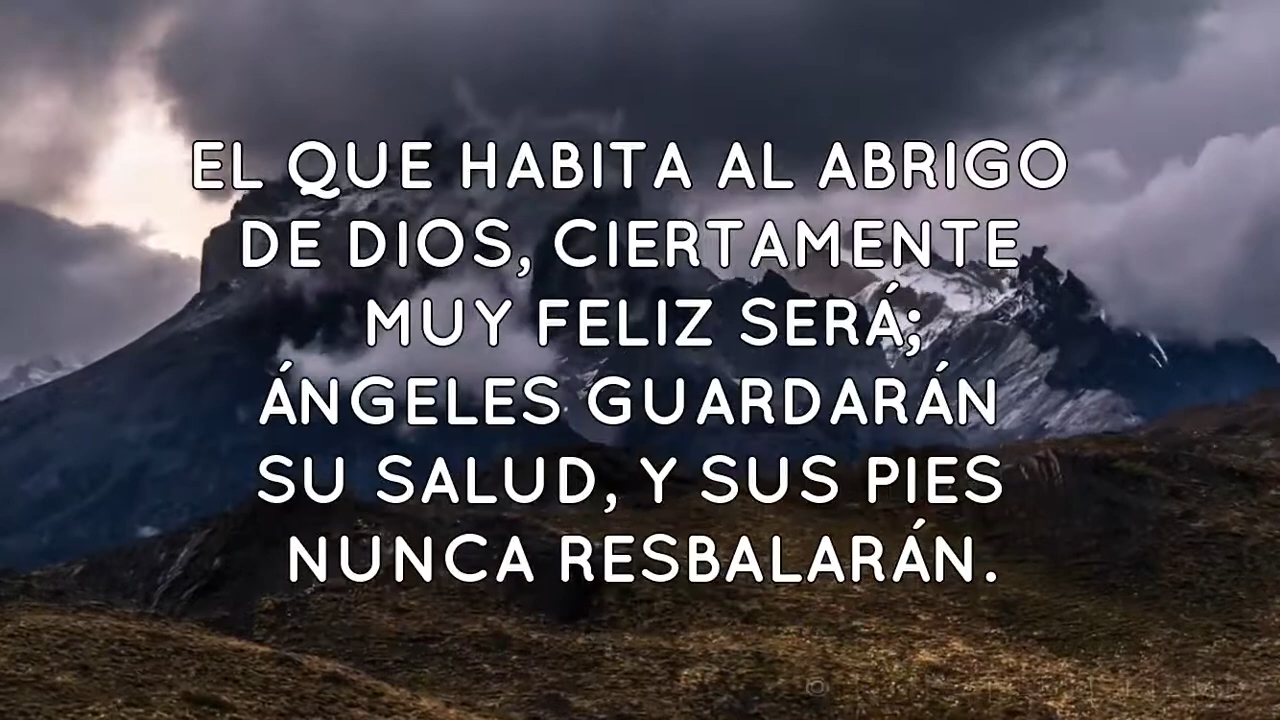 EL QUE HABITA AL ABRIGO
DE DIOS, CIERTAMENTE
MUY FELIZ SERÁ;
ÁNGELES GUARDARÁN
SU SALUD, Y SUS PIES
NUNCA RESBALARÁN.